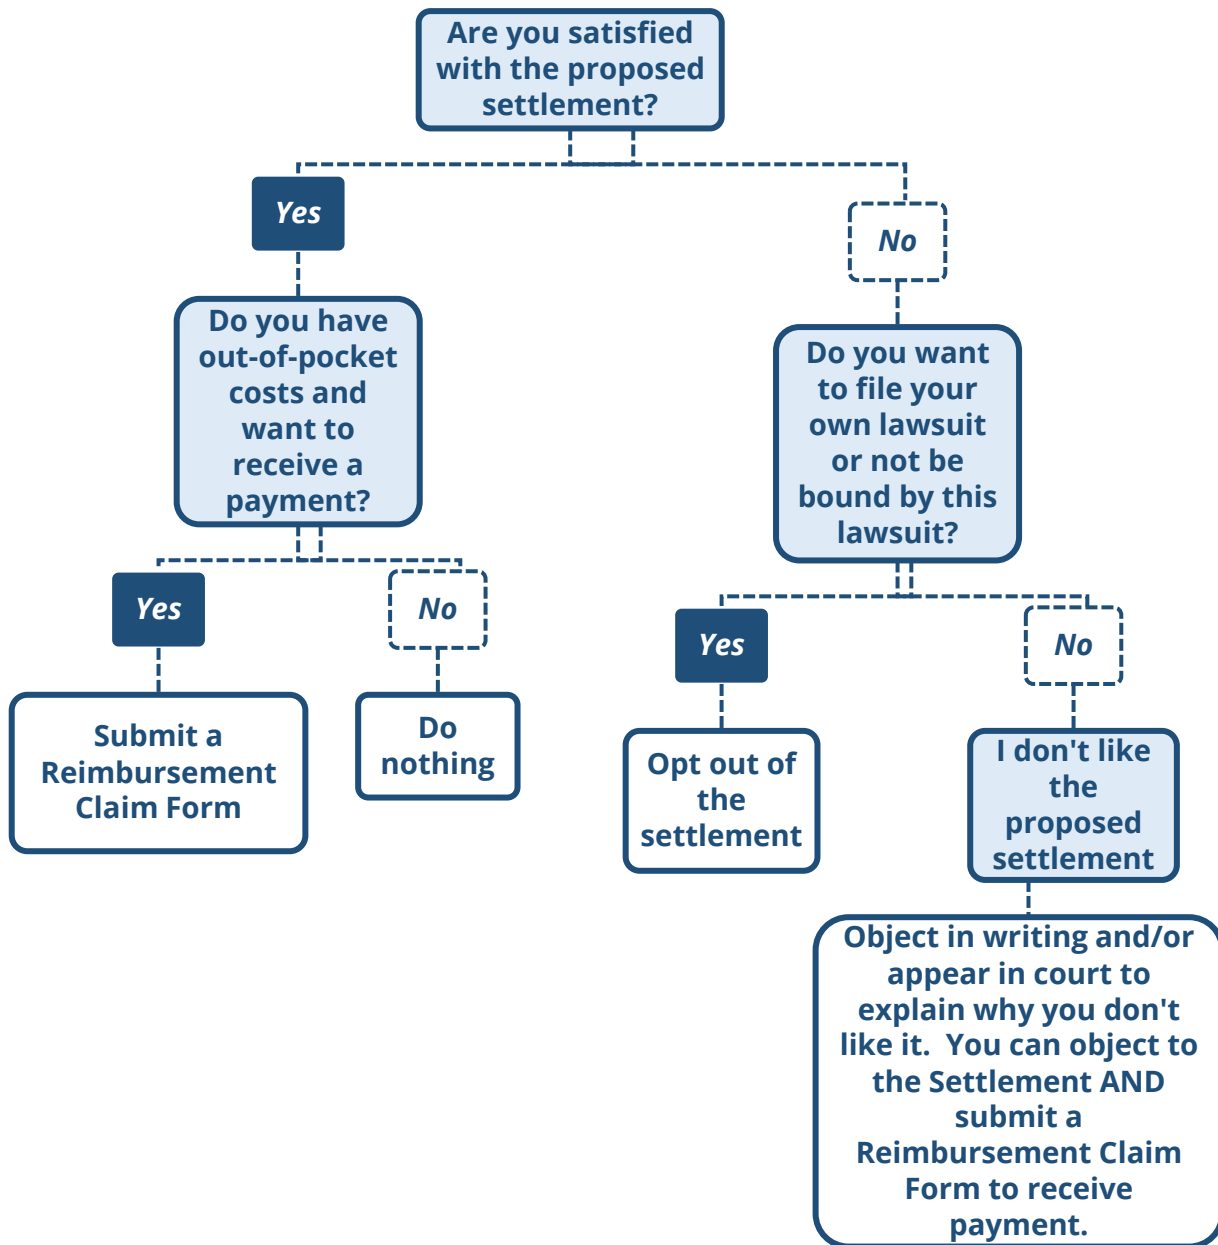 Are you satisfied
with the proposed
settlement?
Yes
No
Do you have
out-of-pocket
costs and
want to
receive a
payment?
Do you want
to file your
own lawsuit
or not be
bound by this
lawsuit?
Yes
No
Yes
No
Submit a
Reimbursement
Claim Form
Do
nothing
Opt out of
the
settlement
I don't like
the
proposed
settlement
Object in writing and/or
appear in court to
explain why you don't
like it.  You can object to
the Settlement AND
submit a
Reimbursement Claim
Form to receive
payment.